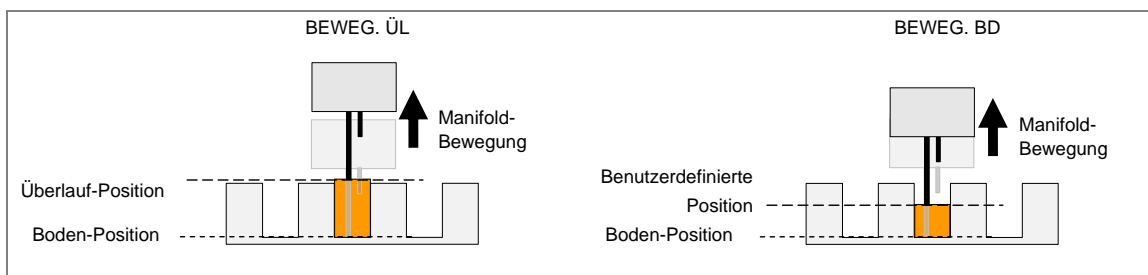 BEWEG. ÜL
Manifold-
Bewegung
Überlauf-Position
Boden-Position
BEWEG. BD
Manifold-
Bewegung
Benutzerdefinierte
Position
Boden-Position